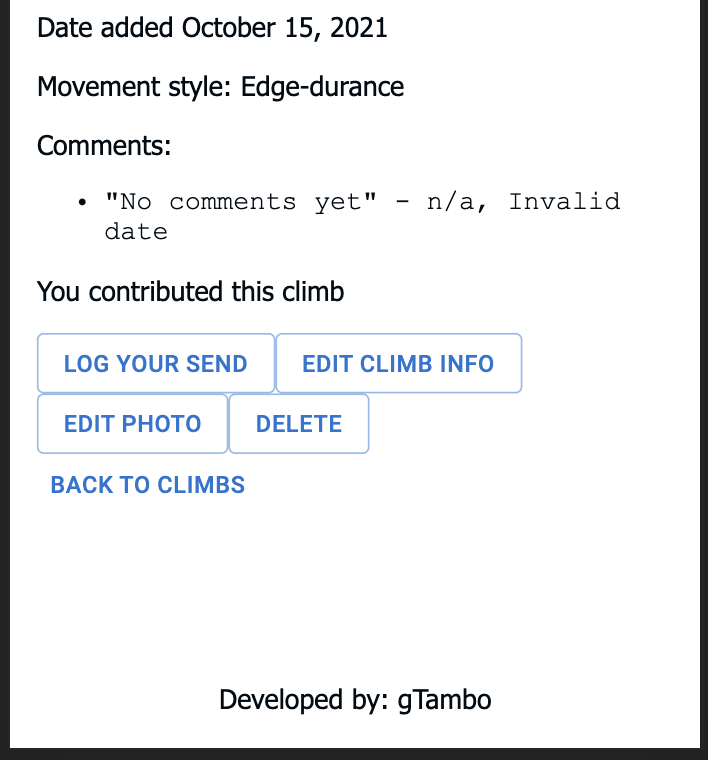 Date added October 15, 2021
Movement style: Edge-durance
Comments:
• "No comments yet" - n/a, Invalid
date
You contributed this climb
LOG YOUR SEND EDIT CLIMB INFO
EDIT PHOTO DELETE
BACK TO CLIMBS
Developed by: gTambo